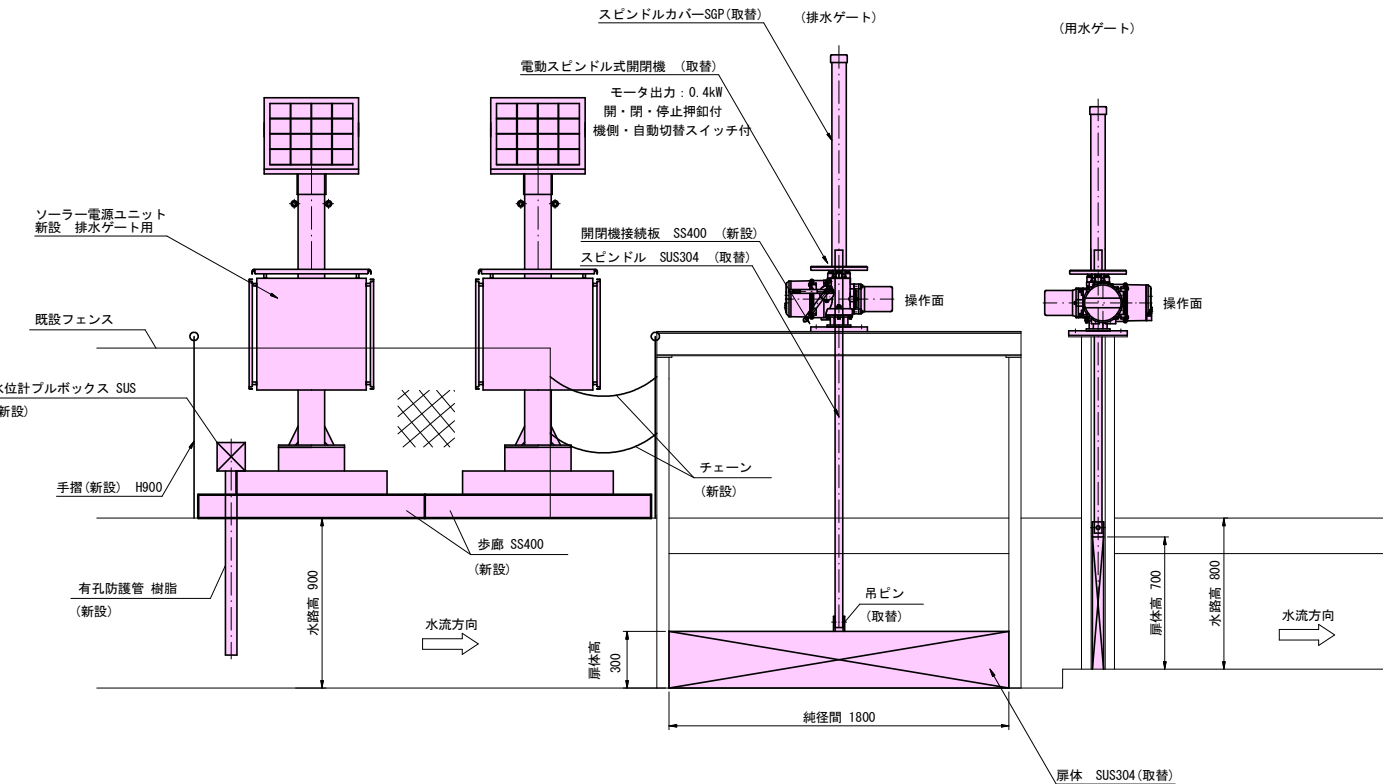 スピンドルカバーSGP(取替)
(排水ゲート)
(用水ゲート)
電動スピンドル式開閉機 (取替)
モータ出力：0.4kW
開・閉・停止押釦付
機側・自動切替スイッチ付
ソーラー電源ユニット
新設 排水ゲート用
開閉機接続板 SS400 (新設)
スピンドル SUS304 (取替)
操作面
操作面
既設フェンス
水位計プルボックス SUS
新設)
手摺(新設) H900
チェーン
(新設)
歩廊 SS400
(新設)
有孔防護管 樹脂
(新設)
水路高 900
水流方向
吊ピン
(取替)
扉体高
300
扉体高 700
水路高 800
水流方向
純径間 1800
扉体 SUS304(取替)